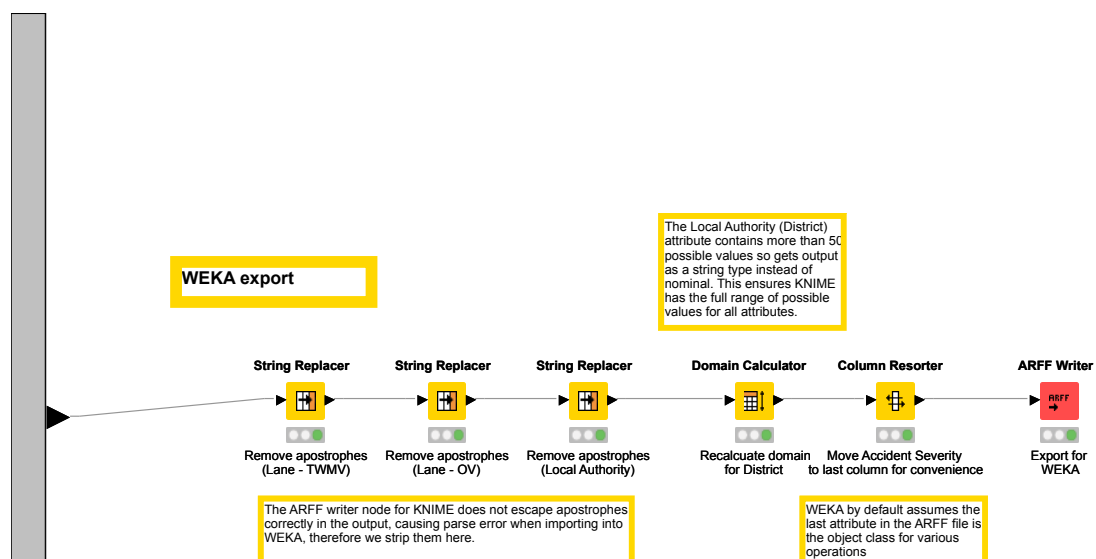 The Local Authority (District)
attribute contains more than 50
possible values so gets output
as a string type instead of
nominal. This ensures KNIME
has the full range of possible
values for all attributes.
WEKA export
String Replacer
String Replacer
String Replacer
Domain Calculator
Column Resorter
ARFF Writer
ARFF
Remove apostrophes
(Lane - TWMV)
Remove apostrophes
(Lane - OV)
Remove apostrophes
(Local Authority)
Recalcuate domain
for District
Move Accident Severity
to last column for convenience
Export for
WEKA
The ARFF writer node for KNIME does not escape apostrophes
correctly in the output, causing parse error when importing into
WEKA, therefore we strip them here.
WEKA by default assumes the
last attribute in the ARFF file is
the object class for various
operations